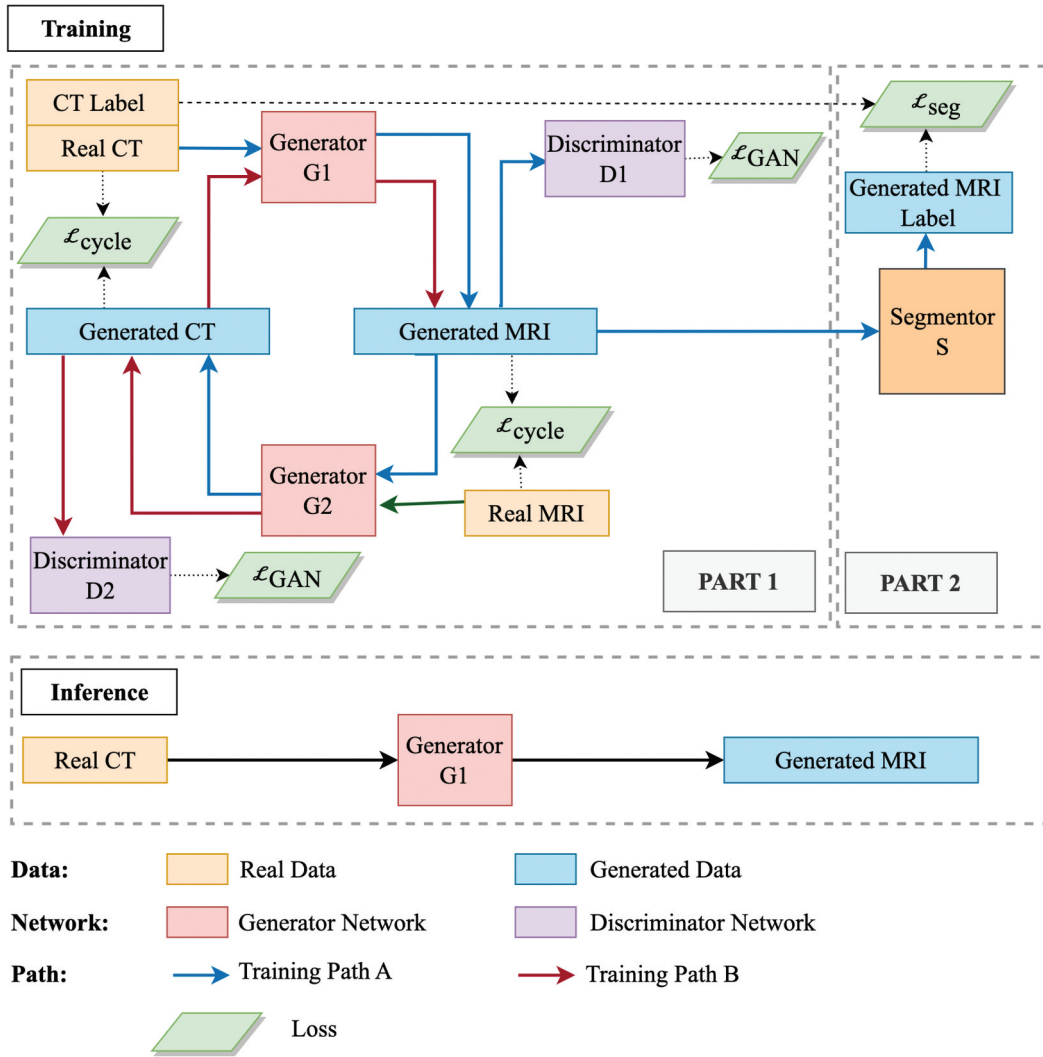 Training
CT Label
Real CT
Generator
G1
Discriminator
D1
ℒGAN
ℒseg
Generated MRI
Label
ℒcycle
Generated CT
Generated MRI
Segmentor
S
ℒcycle
Generator
G2
Real MRI
Discriminator
D2
ℒGAN
PART 1
PART 2
Inference
Real CT
Generator
G1
Generated MRI
Data:
Real Data
Generated Data
Network:
Generator Network
Discriminator Network
Path:
Training Path A
Training Path B
Loss